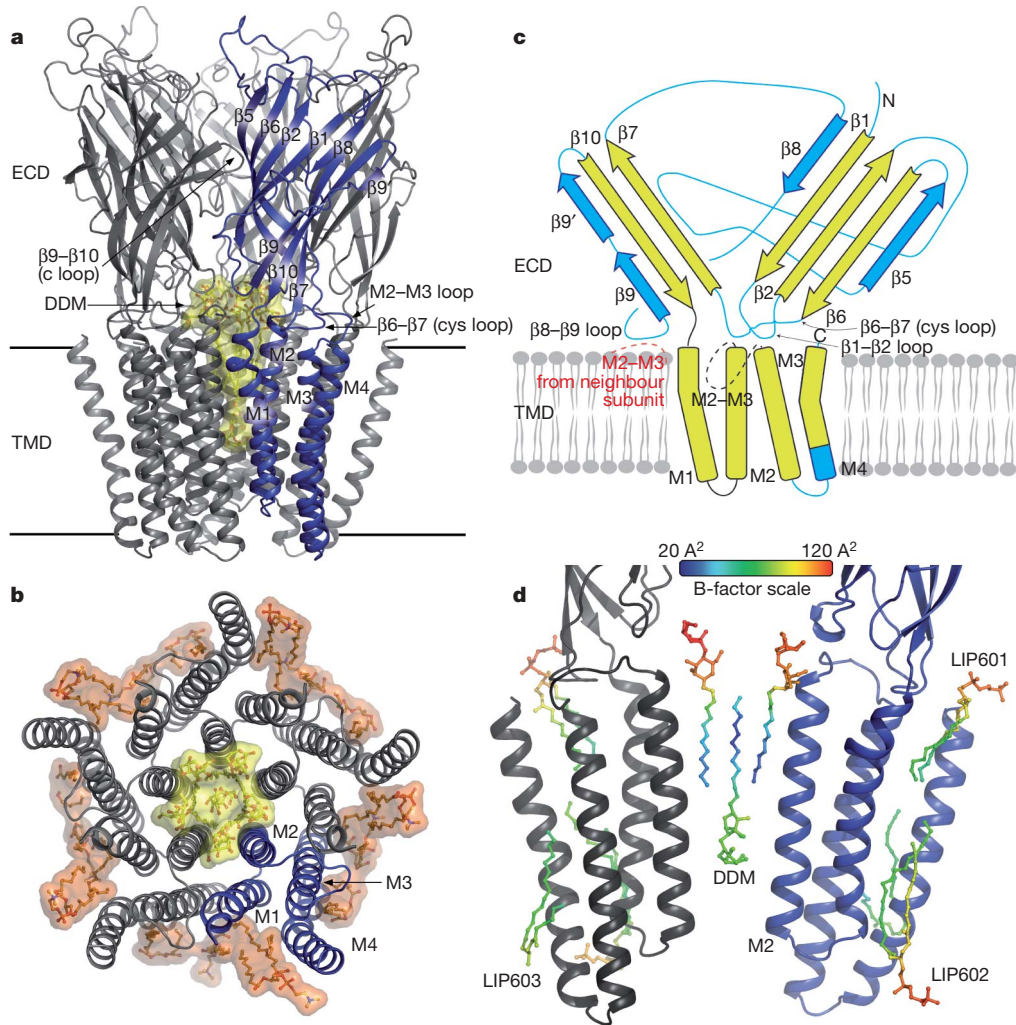 a
β5
β6
β2
β1
β8
β9′
ECD
β9–β10
(c loop)
β9
β10
β7
DDM
M2–M3 loop
β6–β7 (cys loop)
M2
M3
M4
M1
TMD
c
N
β1
β7
β10
β8
β9′
ECD
β9
β2
β5
β6
β8–β9 loop
C
β6–β7 (cys loop)
β1–β2 loop
M2–M3
from neighbour
subunit
M3
M2–M3
TMD
M1
M2
M4
b
M2
M3
M1
M4
20 A²
120 A²
B-factor scale
d
LIP601
DDM
M2
LIP603
LIP602